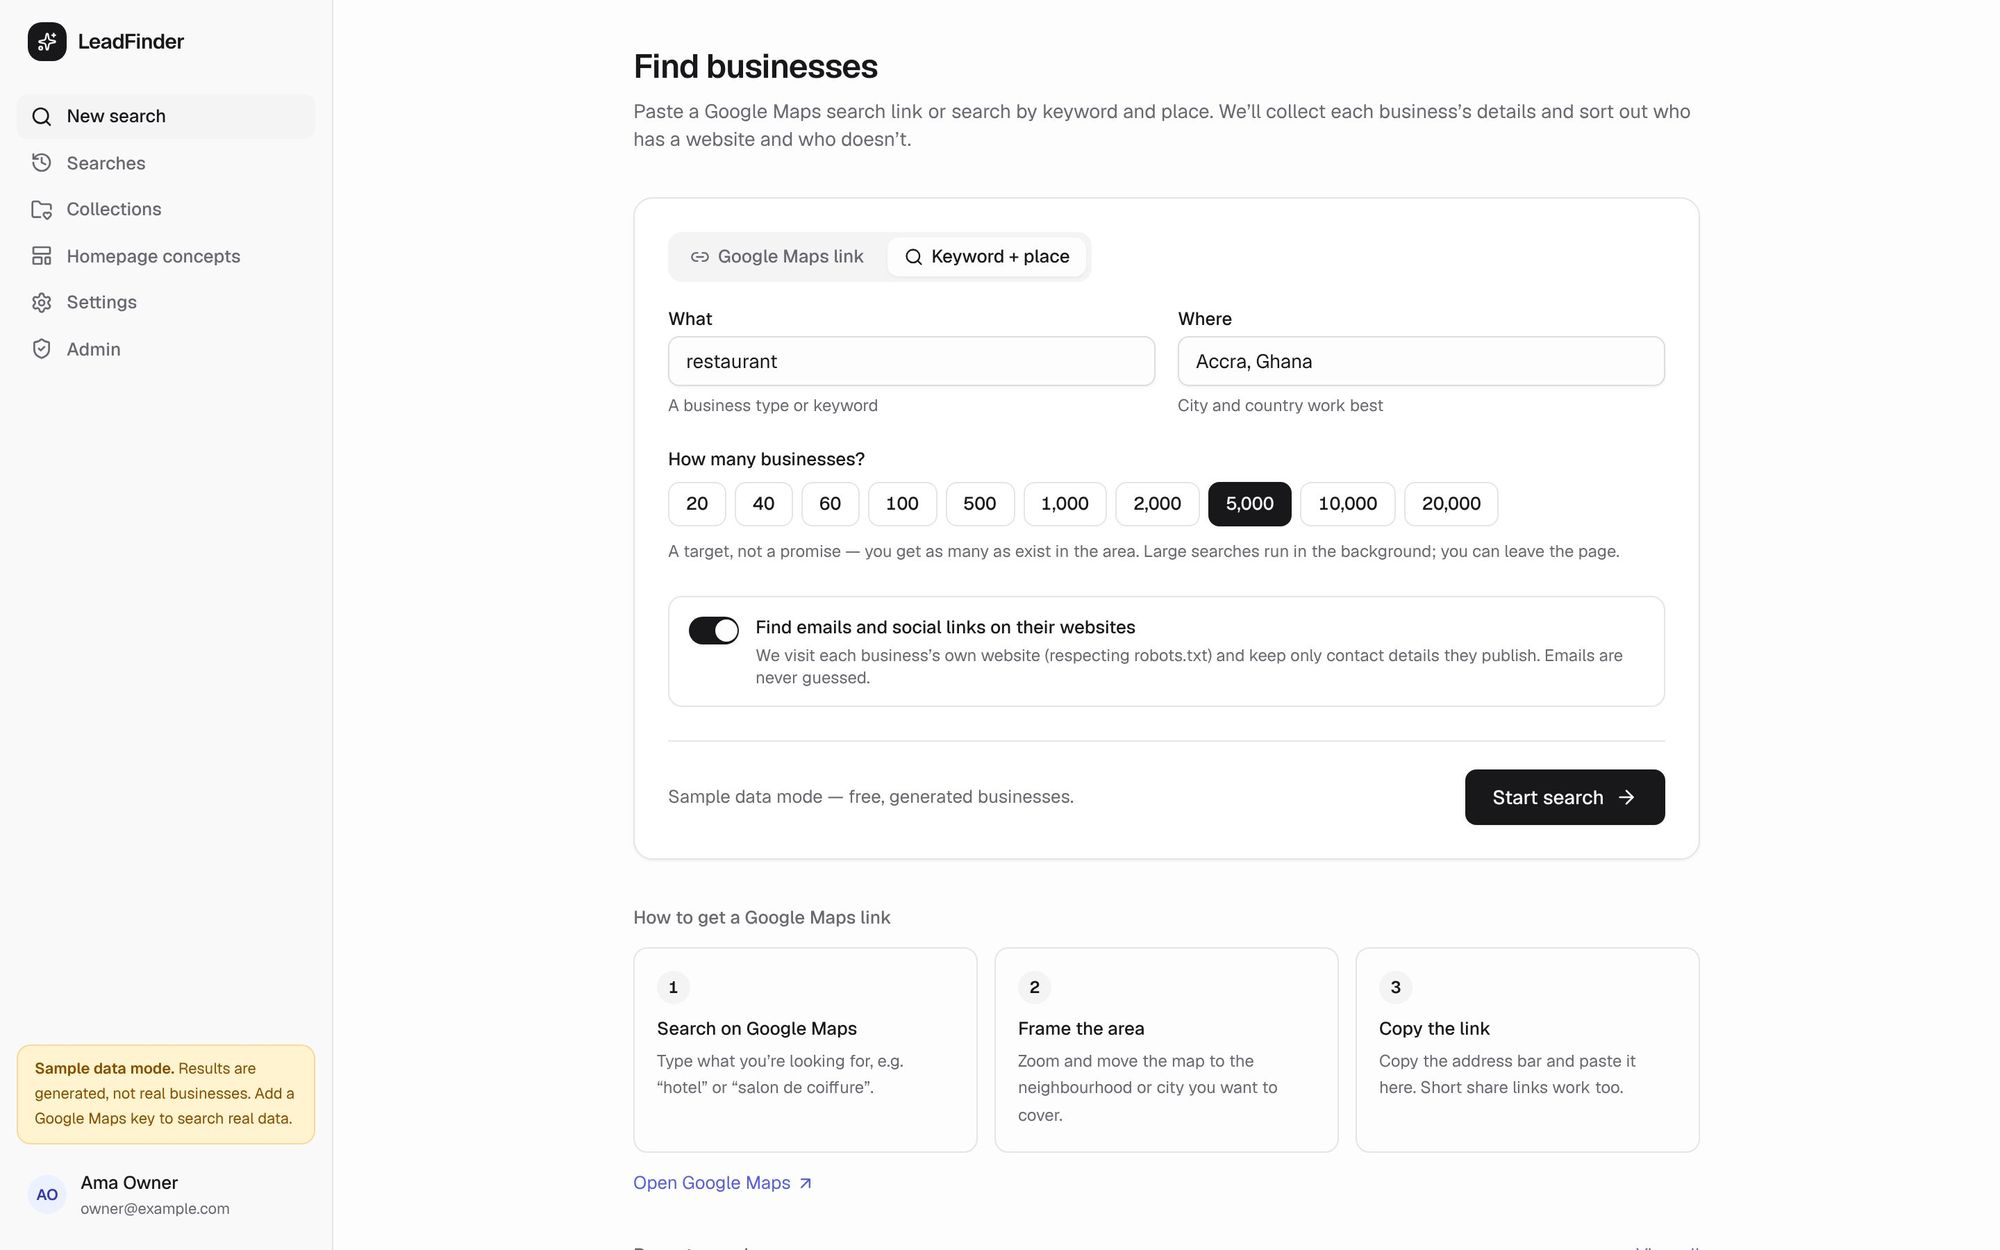 LeadFinder
New search
Searches
Collections
Homepage concepts
Settings
Admin
Sample data mode. Results are
generated, not real businesses. Add a
Google Maps key to search real data.
AO
Ama Owner
owner@example.com
Find businesses
Paste a Google Maps search link or search by keyword and place. We’ll collect each business’s details and sort out who
has a website and who doesn’t.
Google Maps link
Keyword + place
What
Where
restaurant
Accra, Ghana
A business type or keyword
City and country work best
How many businesses?
20 40 60 100 500 1,000 2,000 5,000 10,000 20,000
A target, not a promise — you get as many as exist in the area. Large searches run in the background; you can leave the page.
Find emails and social links on their websites
We visit each business’s own website (respecting robots.txt) and keep only contact details they publish. Emails are
never guessed.
Sample data mode — free, generated businesses.
Start search
How to get a Google Maps link
1
Search on Google Maps
Type what you’re looking for, e.g.
“hotel” or “salon de coiffure”.
2
Frame the area
Zoom and move the map to the
neighbourhood or city you want to
cover.
3
Copy the link
Copy the address bar and paste it
here. Short share links work too.
Open Google Maps